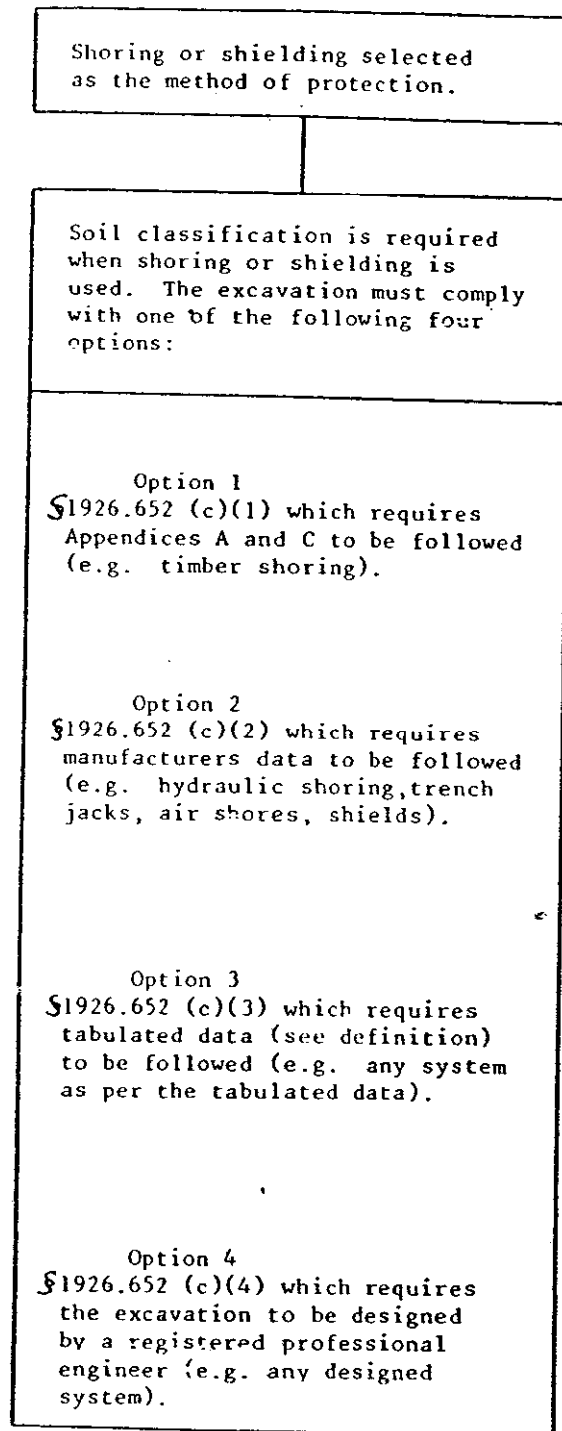 Shoring or shielding selected
as the method of protection.
Soil classification is required
when shoring or shielding is
used. The excavation must comply
with one of the following four
options:
Option 1
§1926.652 (c)(1) which requires
Appendices A and C to be followed
(e.g. timber shoring).
Option 2
§1926.652 (c)(2) which requires
manufacturers data to be followed
(e.g. hydraulic shoring,trench
jacks, air shores, shields).
Option 3
§1926.652 (c)(3) which requires
tabulated data (see definition)
to be followed (e.g. any system
as per the tabulated data).
Option 4
§1926.652 (c)(4) which requires
the excavation to be designed
by a registered professional
engineer (e.g. any designed
system).